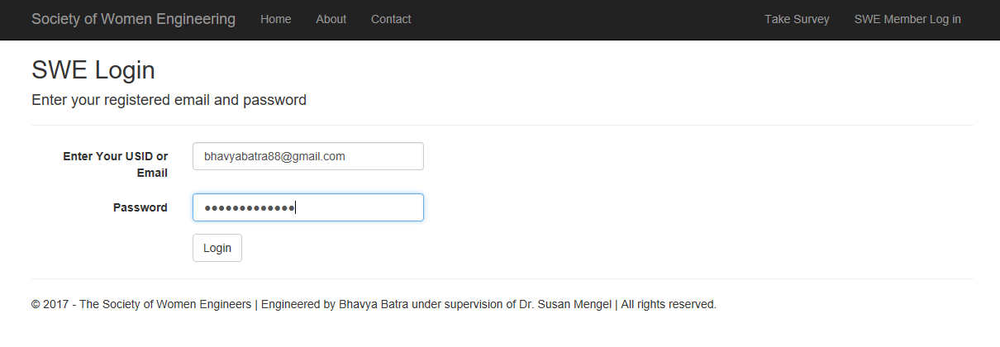 Society of Women Engineering Home About Contact Take Survey SWE Member Log in
SWE Login
Enter your registered email and password
Enter Your USID or
Email
bhavyabatra88@gmail.com
Password
●●●●●●●●●●●●●
Login
© 2017 - The Society of Women Engineers | Engineered by Bhavya Batra under supervision of Dr. Susan Mengel | All rights reserved.